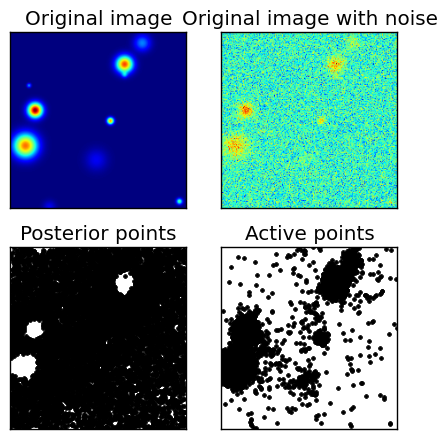 Original image
Original image with noise
Posterior points
Active points